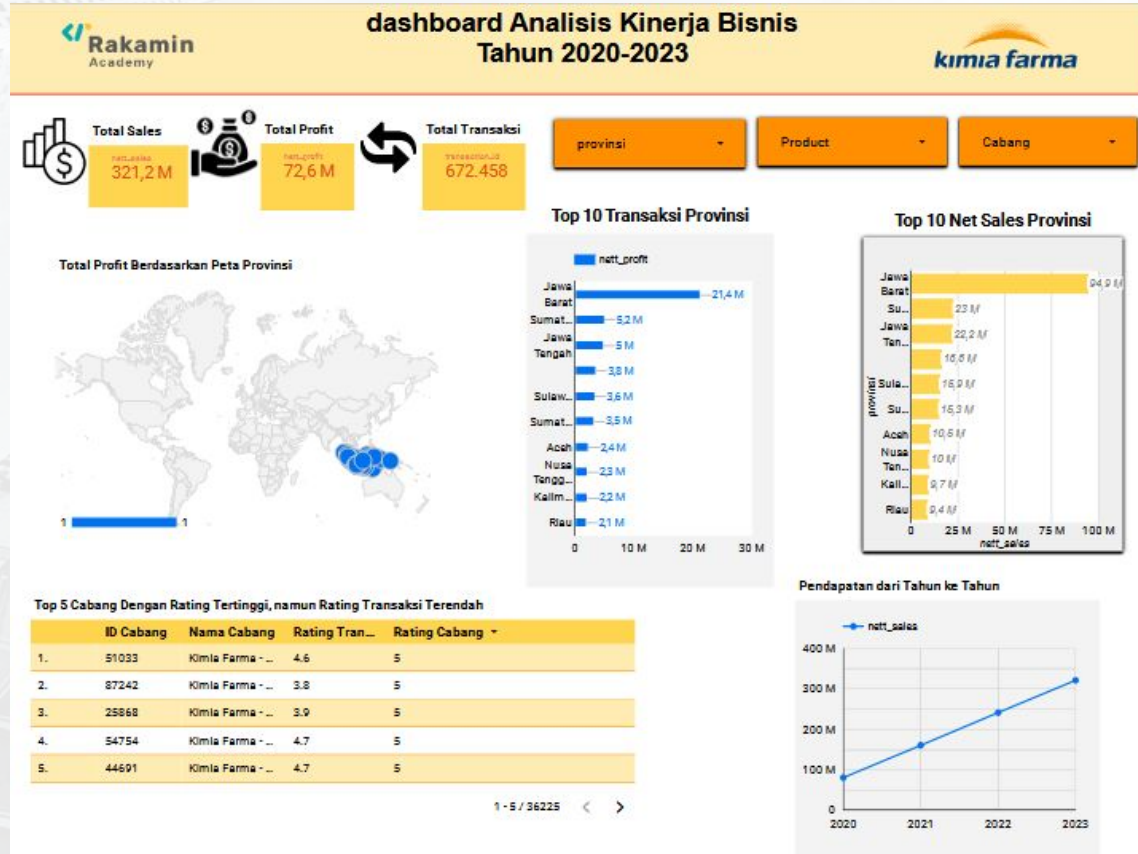 Rakamin
Academy
dashboard Analisis Kinerja Bisnis
Tahun 2020-2023
kimia farma
Total Sales
nett_sales
321,2 M
Total Profit
nett_profit
72,6 M
Total Transaksi
transaction_id
672.458
provinsi
Product
Cabang
Total Profit Berdasarkan Peta Provinsi
1 1
Top 10 Transaksi Provinsi
nett_profit
Jawa
Barat
21,4 M
Sumat...
5,2 M
Jawa
Tengah
5 M
3,8 M
Sulaw...
3,6 M
Sumat...
3,5 M
Aceh
2,4 M
Nusa
Tengg...
2,3 M
Kalim...
2,2 M
Riau
2,1 M
0 10 M 20 M 30 M
Top 10 Net Sales Provinsi
provinsi
Jawa
Barat
94,9 M
Su...
23 M
Jawa
Ten...
22,2 M
Sula...
15,9 M
Su...
15,3 M
Aceh
10,6 M
Nusa
Ten...
10 M
Kali...
9,7 M
Riau
9,4 M
0 25 M 50 M 75 M 100 M
nett_sales
Top 5 Cabang Dengan Rating Tertinggi, namun Rating Transaksi Terendah
ID Cabang Nama Cabang Rating Tran... Rating Cabang
1. 51033 Kimia Farma - ... 4.6 5
2. 87242 Kimia Farma - ... 3.8 5
3. 25868 Kimia Farma - ... 3.9 5
4. 54754 Kimia Farma - ... 4.7 5
5. 44691 Kimia Farma - ... 4.7 5
1 - 5 / 36225
Pendapatan dari Tahun ke Tahun
nett_sales
400 M
300 M
200 M
100 M
0
2020 2021 2022 2023